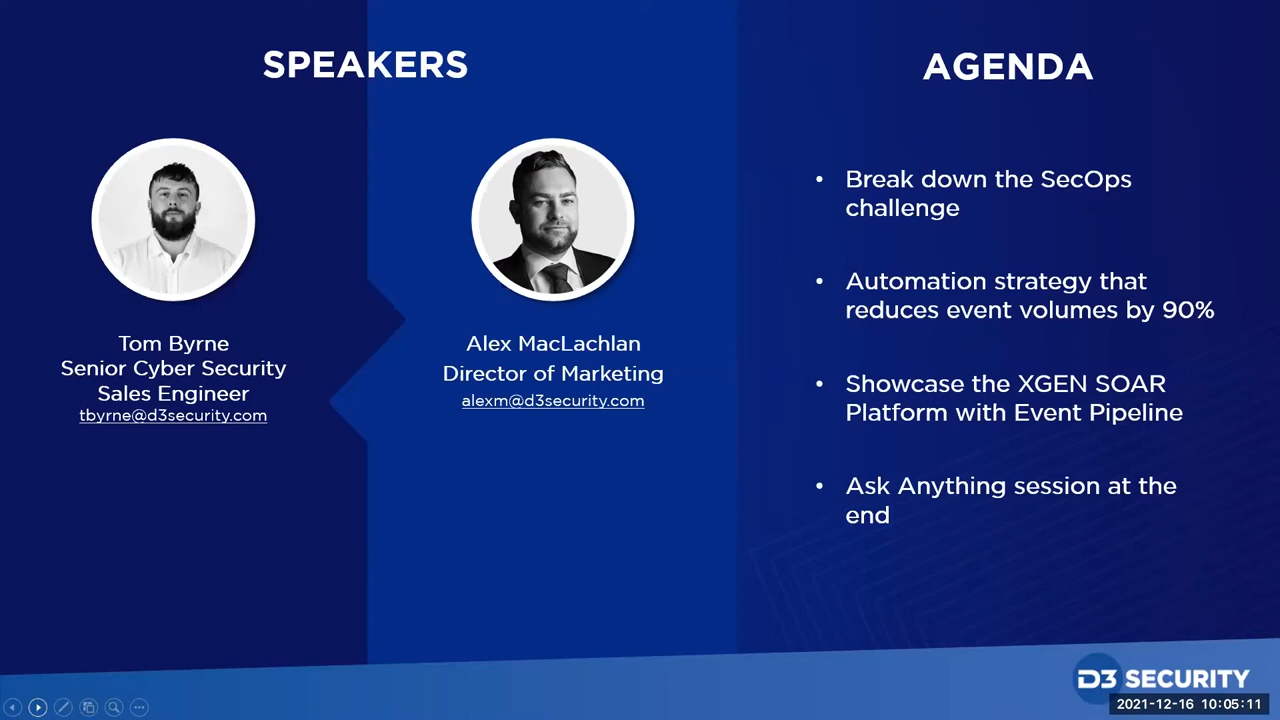 SPEAKERS
Tom Byrne
Senior Cyber Security
Sales Engineer
tbyrne@d3security.com
Alex MacLachlan
Director of Marketing
alexm@d3security.com
AGENDA
• Break down the SecOps
challenge
• Automation strategy that
reduces event volumes by 90%
• Showcase the XGEN SOAR
Platform with Event Pipeline
• Ask Anything session at the
end
D3 SECURITY
2021-12-16 10:05:11